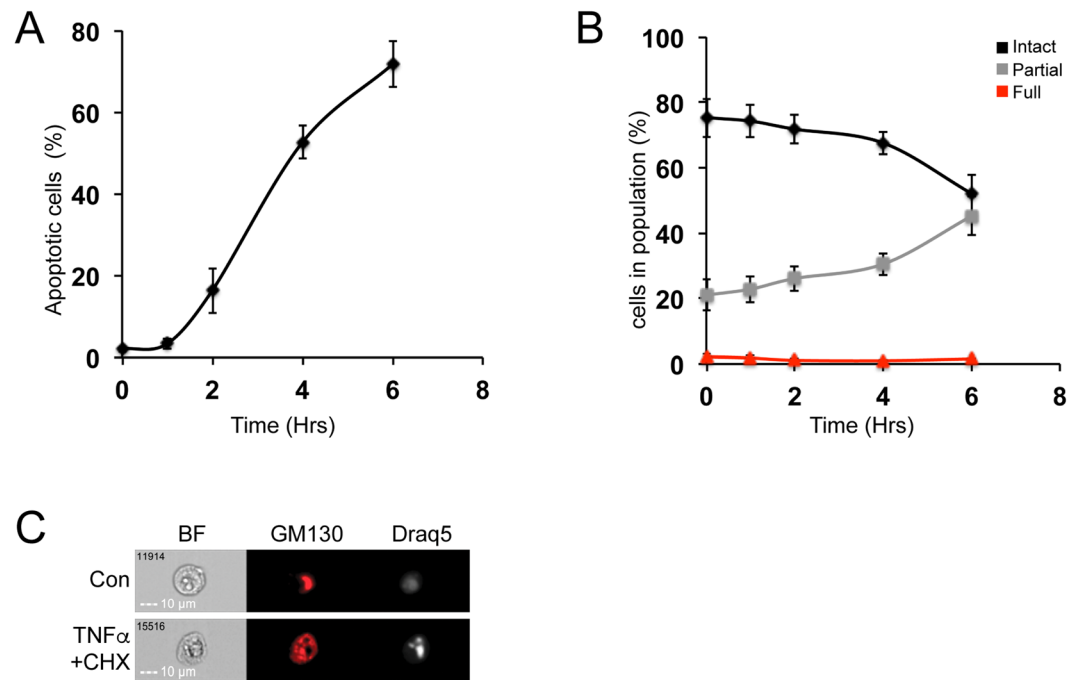 A
80
60
40
20
0
Apoptotic cells (%)
0 2 4 6 8
Time (Hrs)
B
100
80
60
40
20
0
cells in population (%)
0 2 4 6 8
Time (Hrs)
Intact
Partial
Full
C
BF GM130 Draq5
Con
11914
10 µm
TNFα
+CHX
15516
10 µm